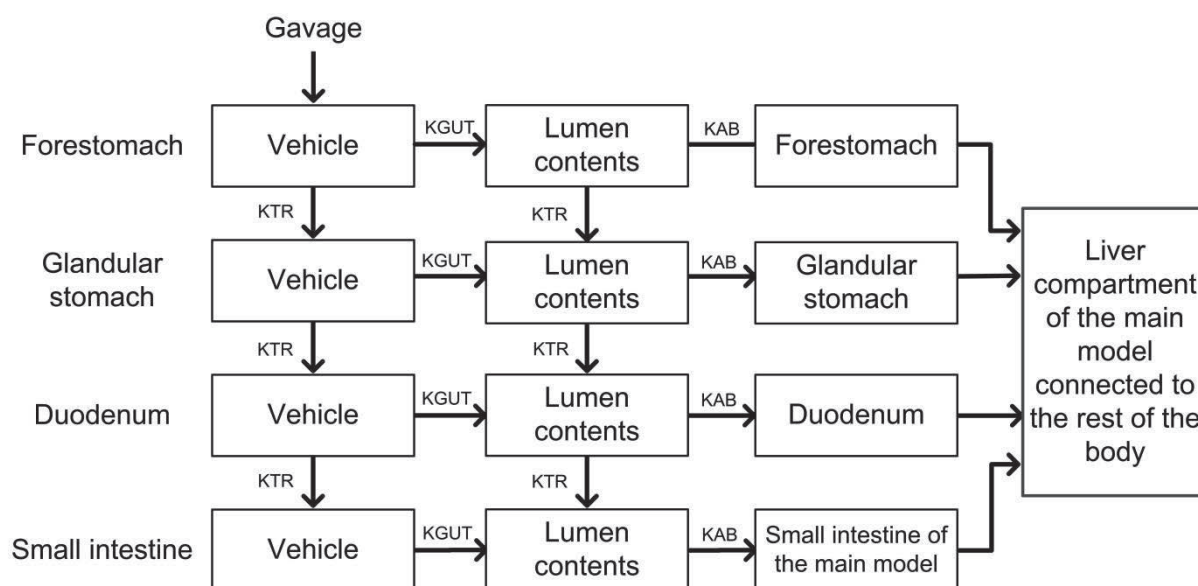 Gavage
Forestomach
Vehicle
KGUT
Lumen
contents
KAB
Forestomach
KTR
KTR
Glandular
stomach
Vehicle
KGUT
Lumen
contents
KAB
Glandular
stomach
KTR
KTR
Duodenum
Vehicle
KGUT
Lumen
contents
KAB
Duodenum
KTR
KTR
Small intestine
Vehicle
KGUT
Lumen
contents
KAB
Small intestine of
the main model
Liver
compartment
of the main
model
connected to
the rest of the
body